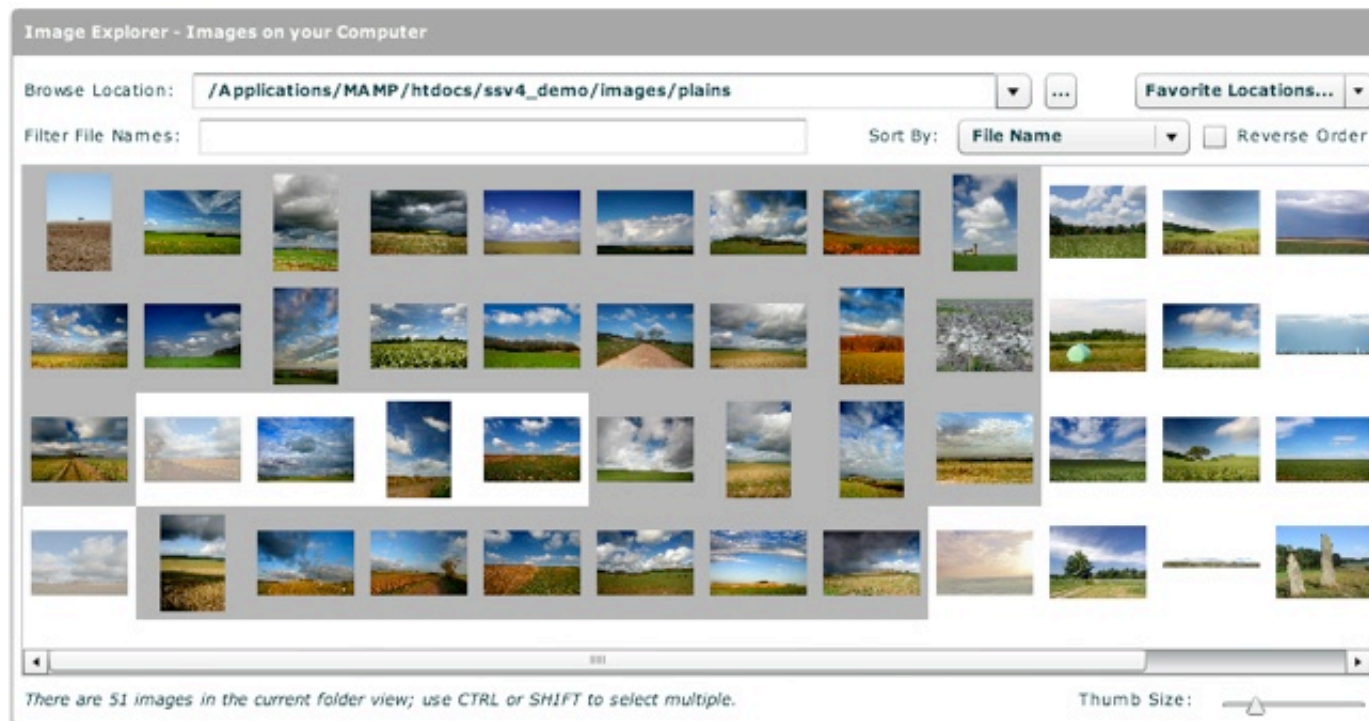 Image Explorer - Images on your Computer
Browse Location: /Applications/MAMP/htdocs/ssv4_demo/images/plains ... Favorite Locations...
Filter File Names: Sort By: File Name Reverse Order
There are 51 images in the current folder view; use CTRL or SHIFT to select multiple. Thumb Size: